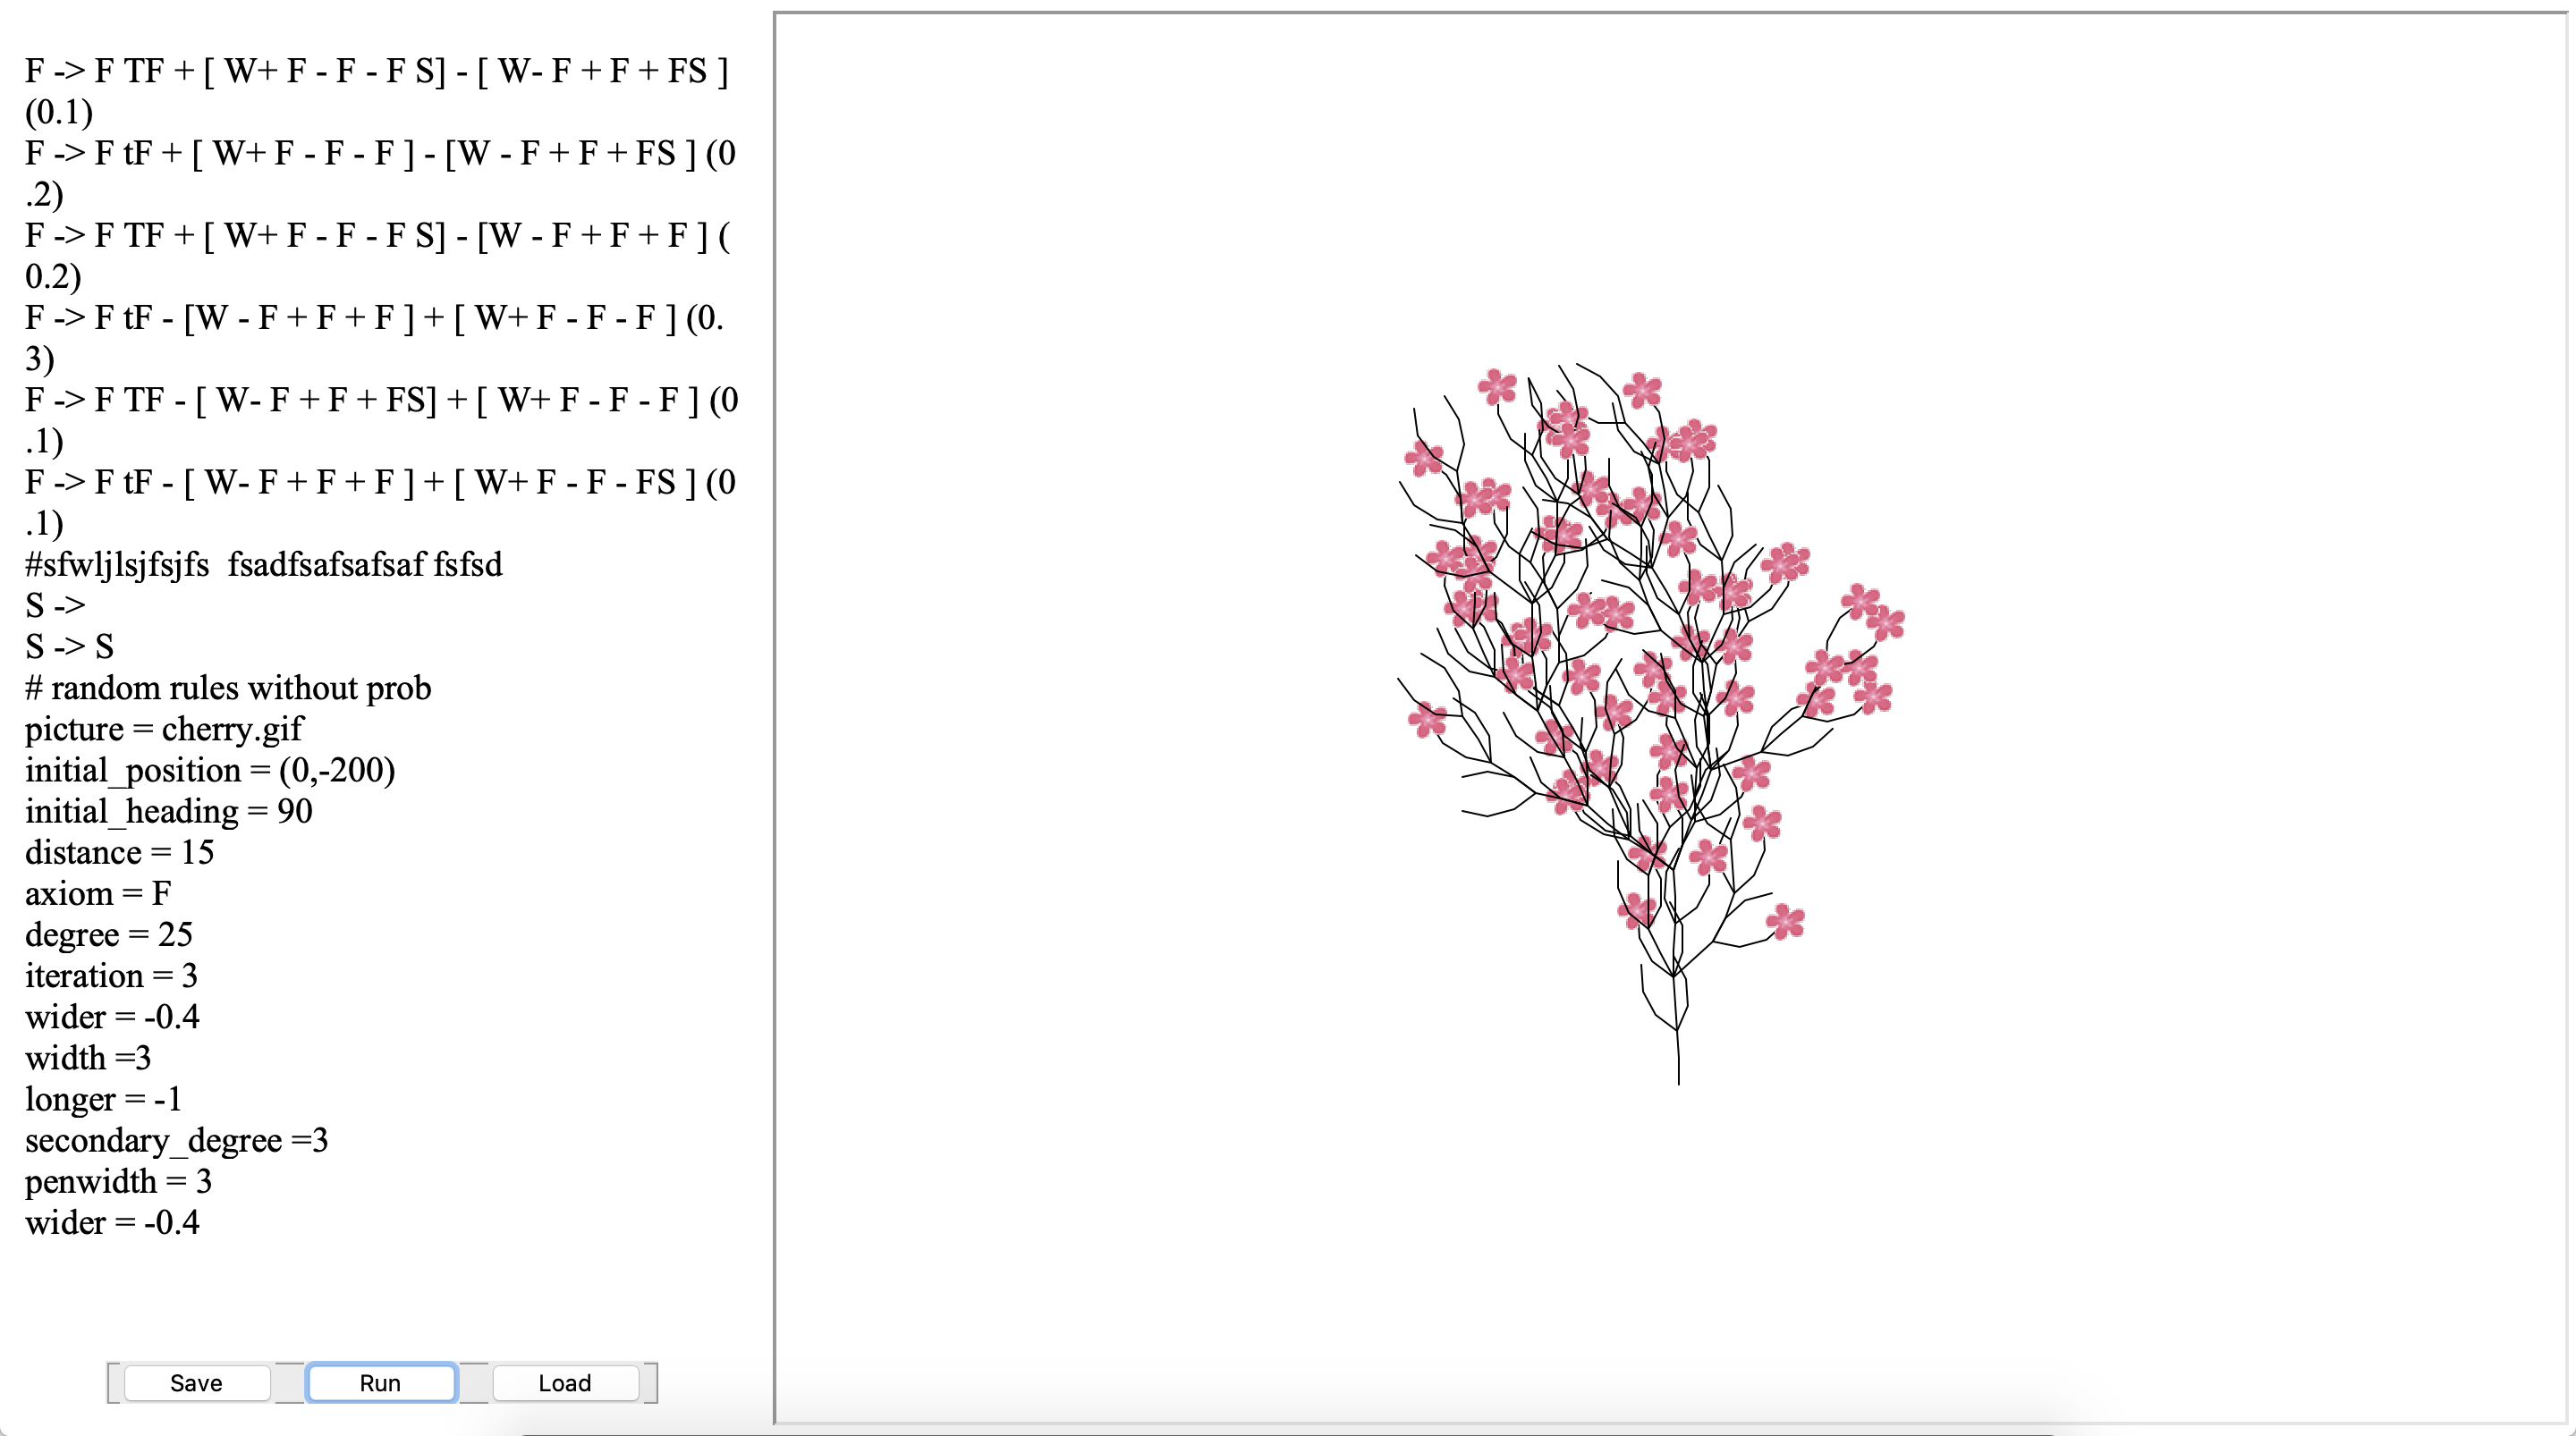 F -> F TF + [ W+ F - F - F S] - [ W- F + F + FS ]
(0.1)
F -> F tF + [ W+ F - F - F ] - [W - F + F + FS ] (0
.2)
F -> F TF + [ W+ F - F - F S] - [W - F + F + F ] (
0.2)
F -> F tF - [W - F + F + F ] + [ W+ F - F - F ] (0.
3)
F -> F TF - [ W- F + F + FS] + [ W+ F - F - F ] (0
.1)
F -> F tF - [ W- F + F + F ] + [ W+ F - F - FS ] (0
.1)
#sfwljlsjfsjfs  fsadfsafsafsaf fsfsd
S ->
S -> S
# random rules without prob
picture = cherry.gif
initial_position = (0,-200)
initial_heading = 90
distance = 15
axiom = F
degree = 25
iteration = 3
wider = -0.4
width =3
longer = -1
secondary_degree =3
penwidth = 3
wider = -0.4
Save Run Load